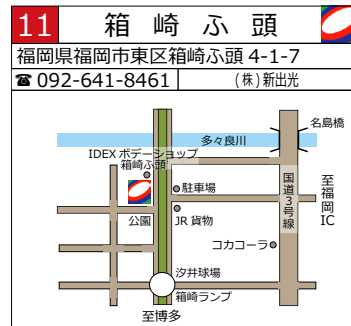 11 箱崎ふ頭
福岡県福岡市東区箱崎ふ頭 4-1-7
☎ 092-641-8461 (株)新出光
名島橋
多々良川
IDEX ボデーショップ
箱崎ふ頭
駐車場
公園
JR 貨物
国道3号線
至福岡IC
コカコーラ
汐井球場
箱崎ランプ
至博多